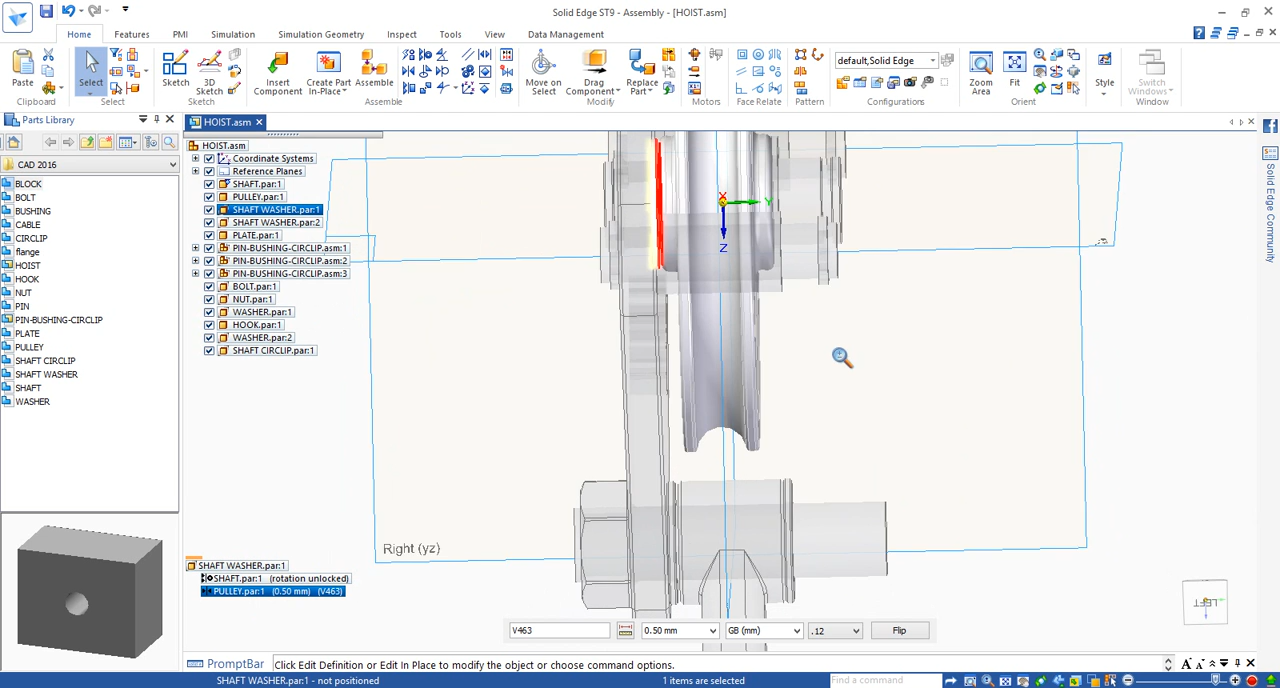 Solid Edge ST9 - Assembly - [HOIST.asm]
Home Features PMI Simulation Simulation Geometry Inspect Tools View Data Management
Paste Select Sketch 3D Sketch Insert Component Create Part In-Place Assemble Move on Select Drag Component Replace Part default,Solid Edge Zoom Area Fit Style Switch Windows
Clipboard Select Sketch Assemble Modify Motors Face Relate Pattern Configurations Orient Window
Parts Library
HOIST.asm
CAD 2016
BLOCK
BOLT
BUSHING
CABLE
CIRCLIP
flange
HOIST
HOOK
NUT
PIN
PIN-BUSHING-CIRCLIP
PLATE
PULLEY
SHAFT CIRCLIP
SHAFT WASHER
SHAFT
WASHER
HOIST.asm
Coordinate Systems
Reference Planes
SHAFT.par:1
PULLEY.par:1
SHAFT WASHER.par:1
SHAFT WASHER.par:2
PLATE.par:1
PIN-BUSHING-CIRCLIP.asm:1
PIN-BUSHING-CIRCLIP.asm:2
PIN-BUSHING-CIRCLIP.asm:3
BOLT.par:1
NUT.par:1
WASHER.par:1
HOOK.par:1
WASHER.par:2
SHAFT CIRCLIP.par:1
X
Y
Z
Right (yz)
LEFT
SHAFT WASHER.par:1
SHAFT.par:1 (rotation unlocked)
PULLEY.par:1 (0.50 mm) (V463)
V463 0.50 mm GB (mm) .12 Flip
Solid Edge Community
PromptBar Click Edit Definition or Edit In Place to modify the object or choose command options.
SHAFT WASHER.par:1 - not positioned 1 items are selected Find a command